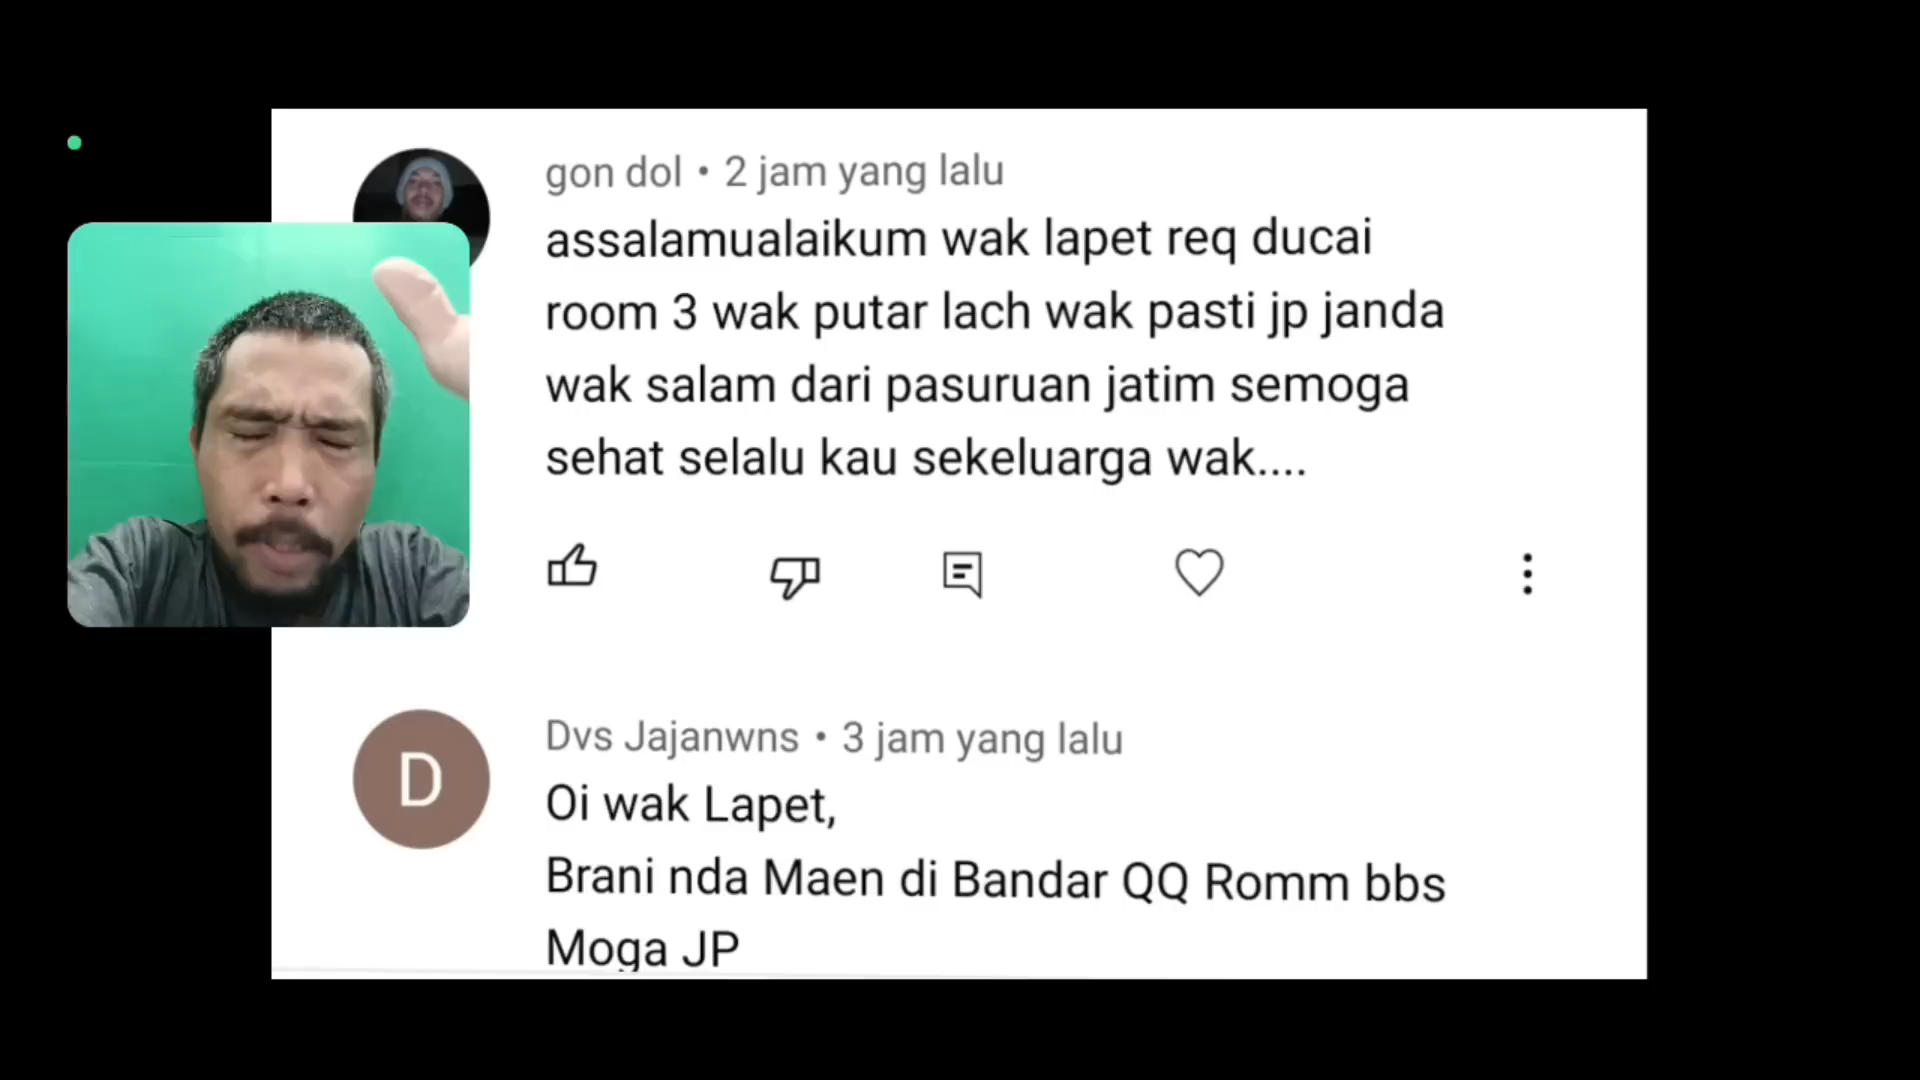 gon dol • 2 jam yang lalu
assalamualaikum wak lapet req ducai
room 3 wak putar lach wak pasti jp janda
wak salam dari pasuruan jatim semoga
sehat selalu kau sekeluarga wak....
D
Dvs Jajanwns • 3 jam yang lalu
Oi wak Lapet,
Brani nda Maen di Bandar QQ Romm bbs
Moga JP